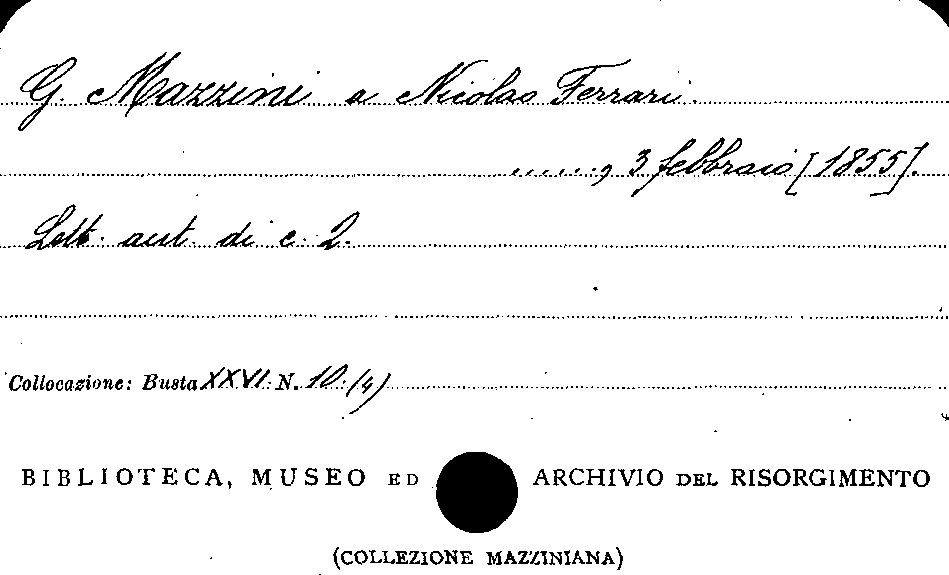 G. Mazzini a Nicolao Ferrari.
......, 3 febbraio [1855].
Lett. aut. di c. 2.
Collocazione: Busta XXVI. N. 10. (4)
BIBLIOTECA, MUSEO ED ARCHIVIO DEL RISORGIMENTO
(COLLEZIONE MAZZINIANA)